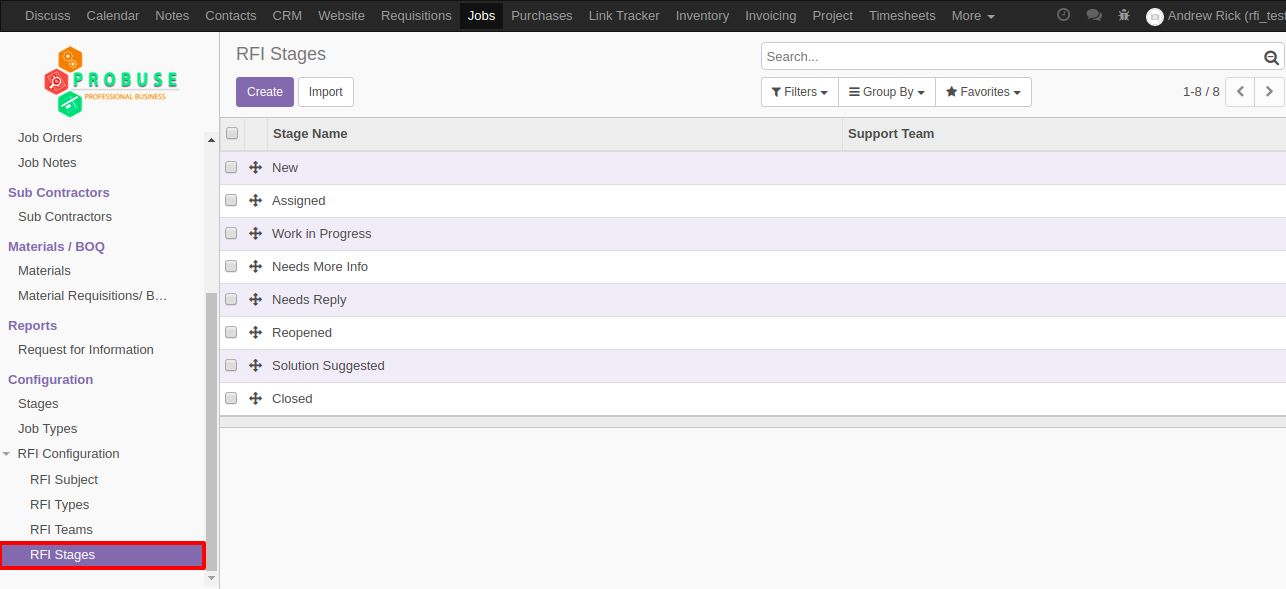 Discuss Calendar Notes Contacts CRM Website Requisitions Jobs Purchases Link Tracker Inventory Invoicing Project Timesheets More Andrew Rick (rfi_test
PROBUSE
PROFESSIONAL BUSINESS
Job Orders
Job Notes
Sub Contractors
Sub Contractors
Materials / BOQ
Materials
Material Requisitions/ B...
Reports
Request for Information
Configuration
Stages
Job Types
RFI Configuration
RFI Subject
RFI Types
RFI Teams
RFI Stages
RFI Stages
Search...
Create Import
Filters Group By Favorites 1-8 / 8
Stage Name Support Team
New
Assigned
Work in Progress
Needs More Info
Needs Reply
Reopened
Solution Suggested
Closed